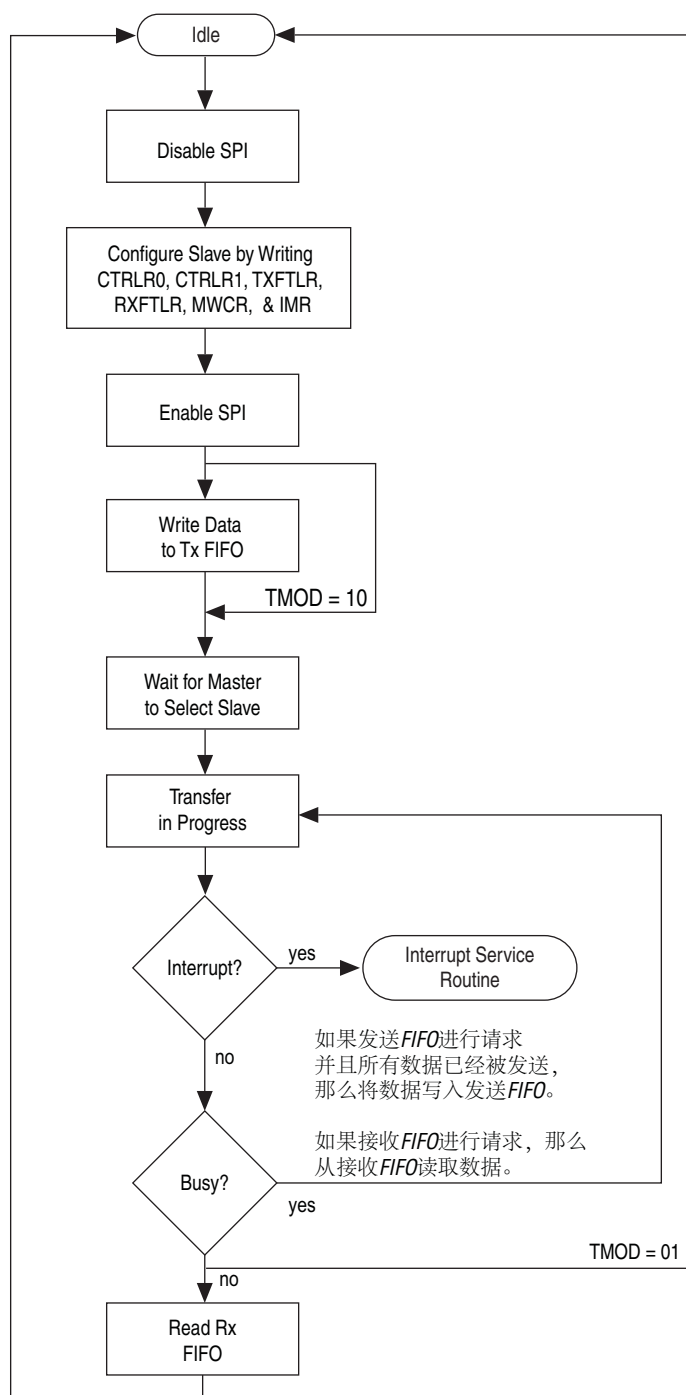 Idle
Disable SPI
Configure Slave by Writing
CTRLR0, CTRLR1, TXFTLR,
RXFTLR, MWCR, & IMR
Enable SPI
Write Data
to Tx FIFO
TMOD = 10
Wait for Master
to Select Slave
Transfer
in Progress
Interrupt?
yes
Interrupt Service
Routine
no
如果发送FIFO进行请求
并且所有数据已经被发送，
那么将数据写入发送FIFO。
如果接收FIFO进行请求，那么
从接收FIFO读取数据。
Busy?
yes
TMOD = 01
no
Read Rx
FIFO